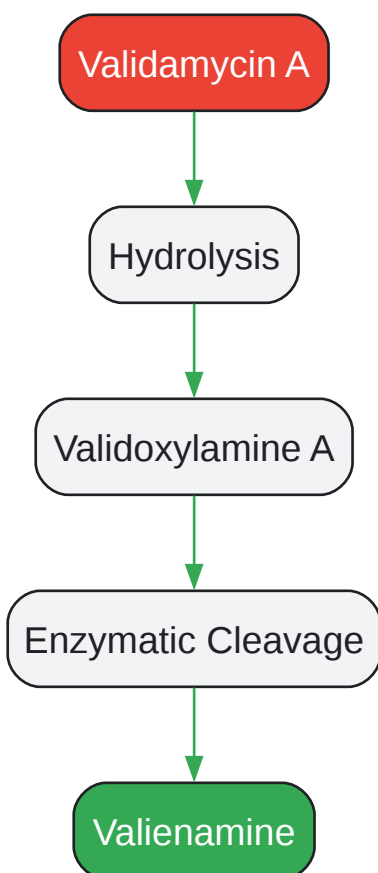 Validamycin A
Hydrolysis
Validoxylamine A
Enzymatic Cleavage
Valienamine